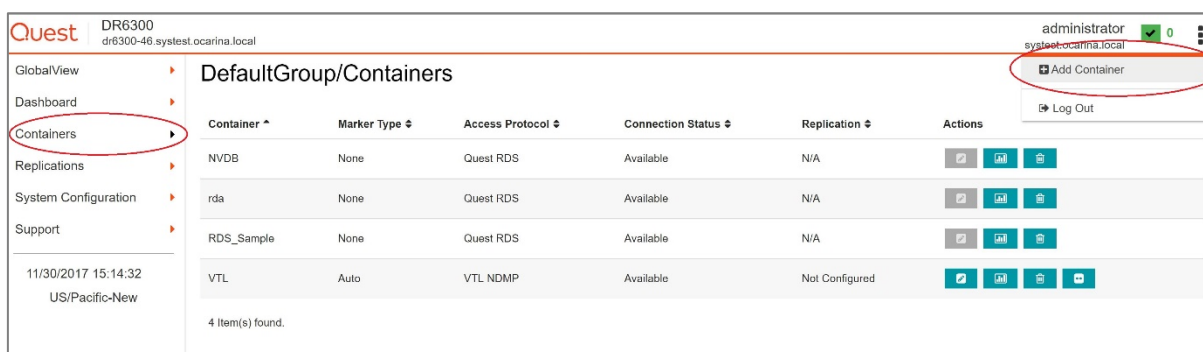 Quest
DR6300
dr6300-46.systest.ocarina.local
administrator
systest.ocarina.local
0
Add Container
Log Out
GlobalView
Dashboard
Containers
Replications
System Configuration
Support
11/30/2017 15:14:32
US/Pacific-New
DefaultGroup/Containers
Container Marker Type Access Protocol Connection Status Replication Actions
NVDB None Quest RDS Available N/A
rda None Quest RDS Available N/A
RDS_Sample None Quest RDS Available N/A
VTL Auto VTL NDMP Available Not Configured
4 Item(s) found.